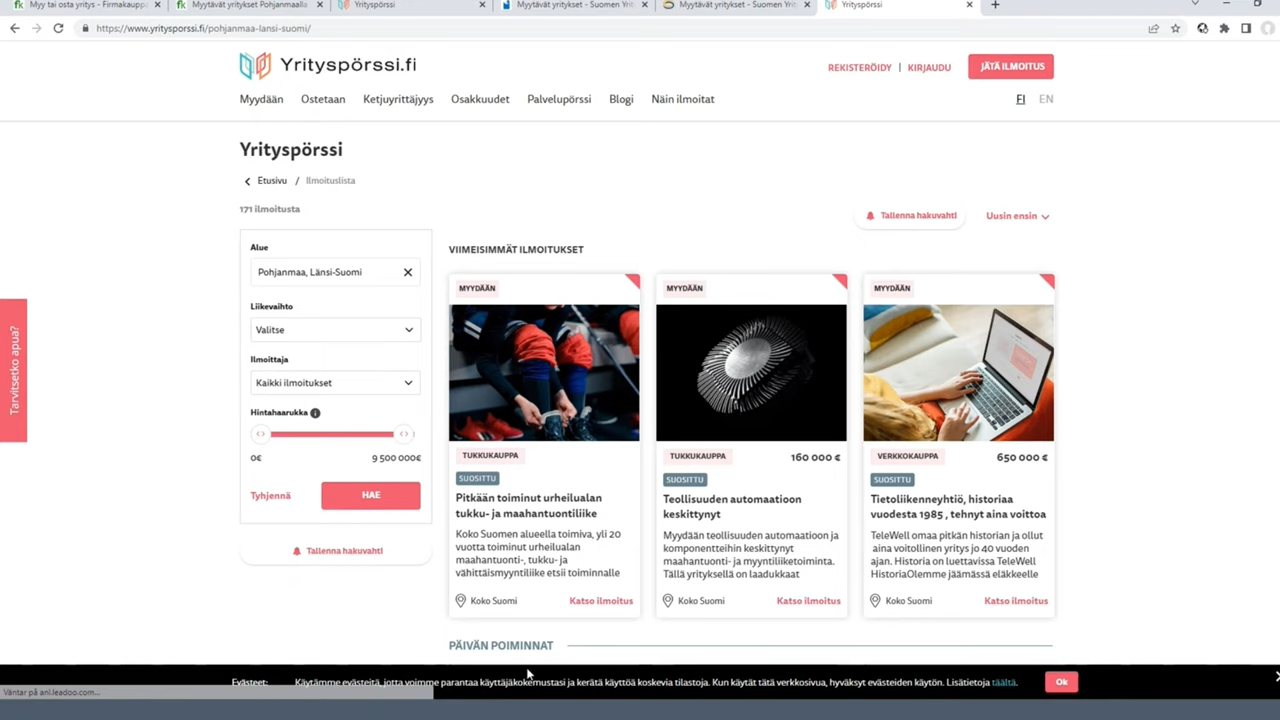 Myy tai osta yritys - Firmakaupp
Myytävät yritykset Pohjanmaalla
Yrityspörssi
Myytävät yritykset - Suomen Yrity
Myytävät yritykset - Suomen Yrity
Yrityspörssi
https://www.yritysporssi.fi/pohjanmaa-lansi-suomi/
Yrityspörssi.fi
REKISTERÖIDY | KIRJAUDU
JÄTÄ ILMOITUS
Myydään Ostetaan Ketjuyrittäjyys Osakkuudet Palvelupörssi Blogi Näin ilmoitat
FI EN
Yrityspörssi
Etusivu / Ilmoituslista
171 ilmoitusta
Tallenna hakuvahti
Uusin ensin
Alue
Pohjanmaa, Länsi-Suomi
Liikevaihto
Valitse
Ilmoittaja
Kaikki ilmoitukset
Hintahaarukka
0€ 9 500 000€
Tyhjennä HAE
Tallenna hakuvahti
Tarvitsetko apua?
VIIMEISIMMÄT ILMOITUKSET
MYYDÄÄN
TUKKUKAUPPA
SUOSITTU
Pitkään toiminut urheilualan
tukku- ja maahantuontiliike
Koko Suomen alueella toimiva, yli 20
vuotta toiminut urheilualan
maahantuonti-, tukku- ja
vähittäismyyntiliike etsii toiminnalle
Koko Suomi Katso ilmoitus
MYYDÄÄN
TUKKUKAUPPA 160 000 €
SUOSITTU
Teollisuuden automaatioon
keskittynyt
Myydään teollisuuden automaatioon ja
komponentteihin keskittynyt
maahantuonti- ja myyntiliiketoiminta.
Tällä yrityksellä on laadukkaat
Koko Suomi Katso ilmoitus
MYYDÄÄN
VERKKOKAUPPA 650 000 €
SUOSITTU
Tietoliikenneyhtiö, historiaa
vuodesta 1985 , tehnyt aina voittoa
TeleWell omaa pitkän historian ja ollut
aina voitollinen yritys jo 40 vuoden
ajan. Historia on luettavissa TeleWell
HistoriaOlemme jäämässä eläkkeelle
Koko Suomi Katso ilmoitus
PÄIVÄN POIMINNAT
Evästeet: Käytämme evästeitä, jotta voimme parantaa käyttäjäkokemustasi ja kerätä käyttöä koskevia tilastoja. Kun käytät tätä verkkosivua, hyväksyt evästeiden käytön. Lisätietoja täältä. Ok
Väntar på ani.leadoo.com...